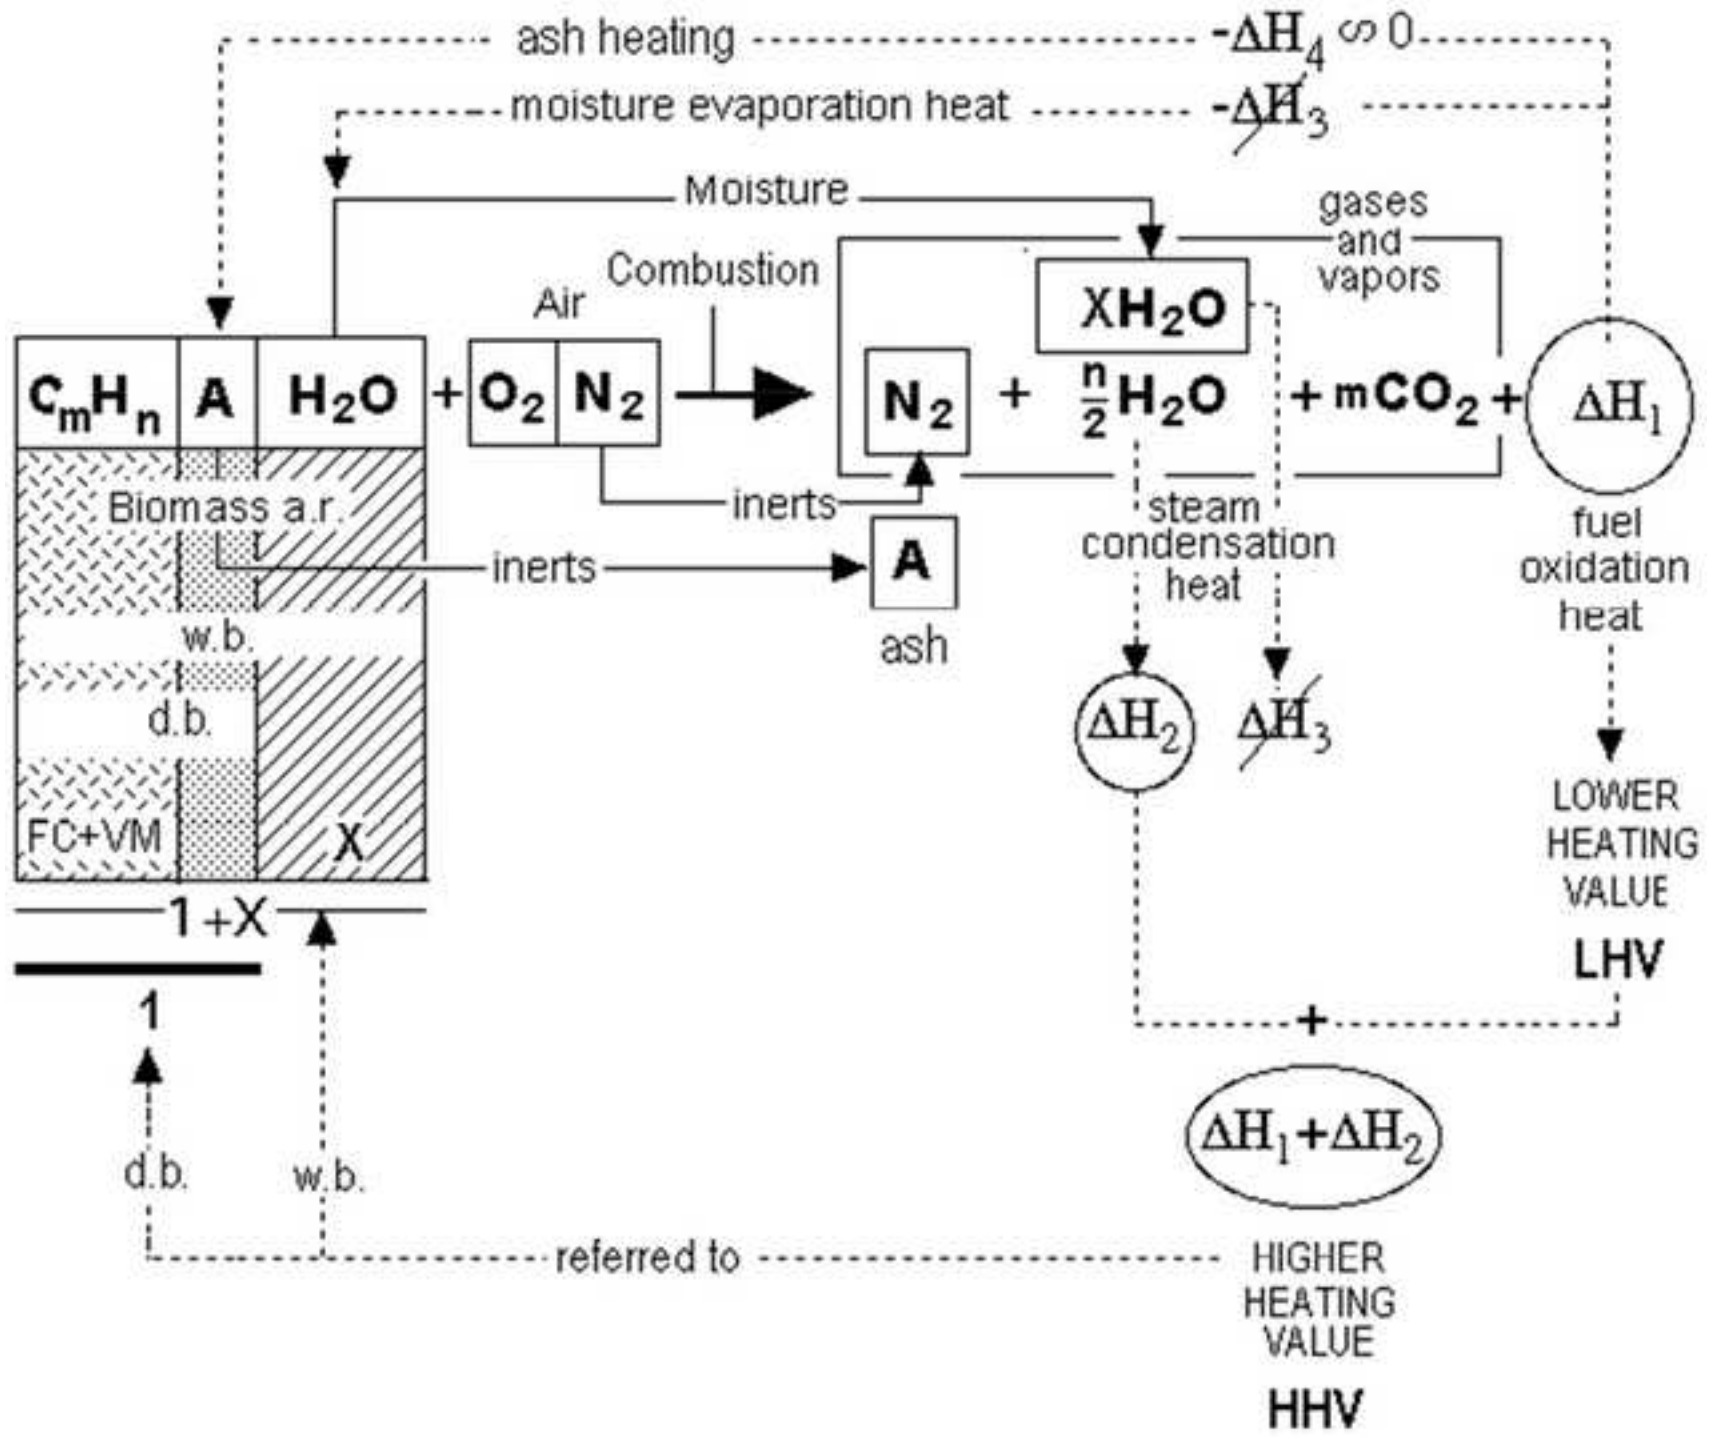 ash heating
-ΔH4 ∽ 0
moisture evaporation heat
-ΔH3
Moisture
gases
and
vapors
Combustion
Air
XH2O
CmHn A H2O + O2 N2
N2 + n/2 H2O + mCO2 + ΔH1
Biomass a.r.
inerts
steam
condensation
heat
fuel
oxidation
heat
inerts
A
ash
w.b.
d.b.
ΔH2
ΔH3
FC+VM
X
LOWER
HEATING
VALUE
LHV
1+X
1
+
ΔH1+ΔH2
d.b.
w.b.
referred to
HIGHER
HEATING
VALUE
HHV